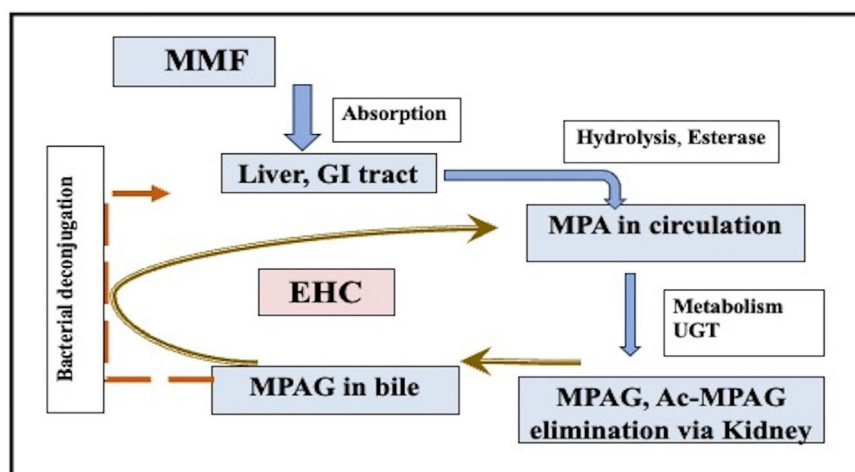 MMF
Absorption
Hydrolysis, Esterase
Liver, GI tract
MPA in circulation
Bacterial deconjugation
EHC
Metabolism
UGT
MPAG in bile
MPAG, Ac-MPAG
elimination via Kidney